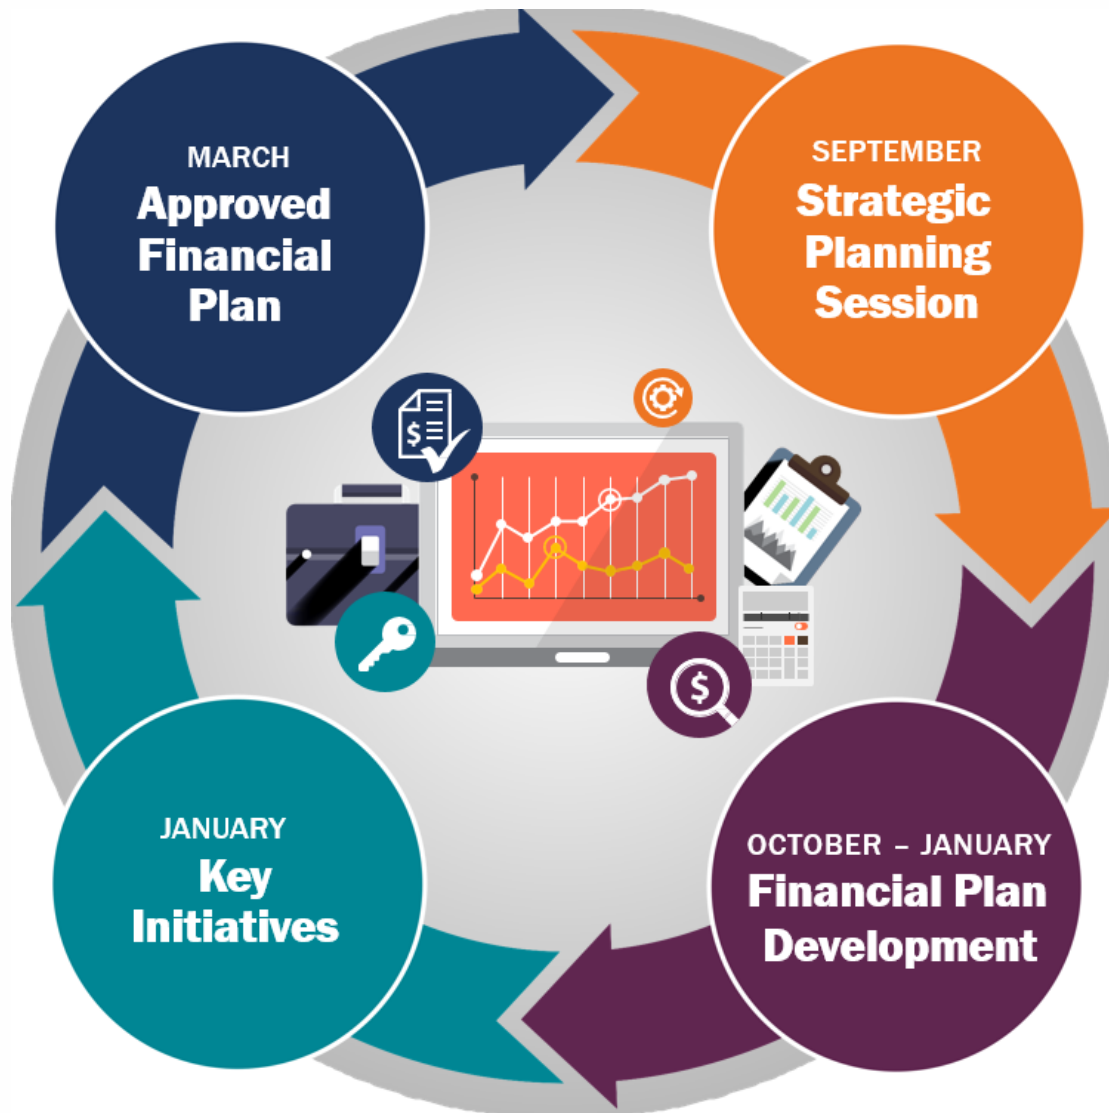 MARCH
Approved
Financial
Plan
SEPTEMBER
Strategic
Planning
Session
OCTOBER – JANUARY
Financial Plan
Development
JANUARY
Key
Initiatives
$
$